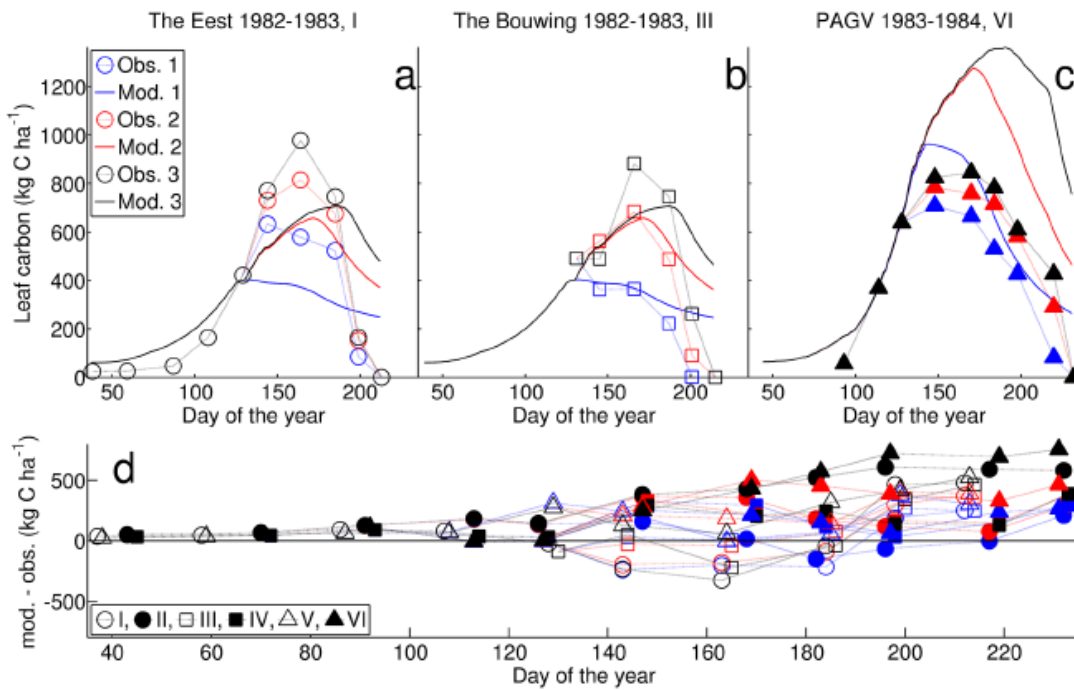 The Eest 1982-1983, I
The Bouwing 1982-1983, III
PAGV 1983-1984, VI
a
b
c
Leaf carbon (kg C ha⁻¹)
1200
1000
800
600
400
200
0
Obs. 1
Mod. 1
Obs. 2
Mod. 2
Obs. 3
Mod. 3
50 100 150 200
50 100 150 200
50 100 150 200
Day of the year
Day of the year
Day of the year
d
mod. - obs. (kg C ha⁻¹)
500
0
-500
I, II, III, IV, V, VI
40 60 80 100 120 140 160 180 200 220
Day of the year